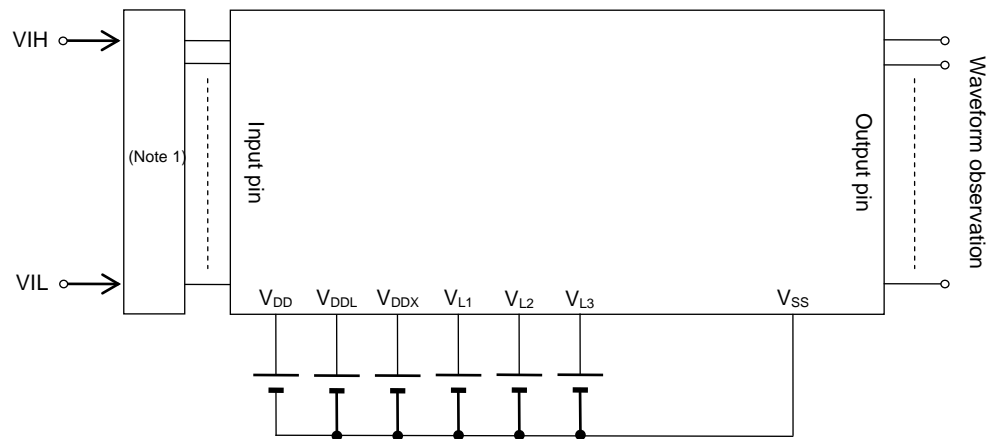 VIH
(Note 1)
VIL
Input pin
Output pin
Waveform observation
VDD VDDL VDDX VL1 VL2 VL3 VSS